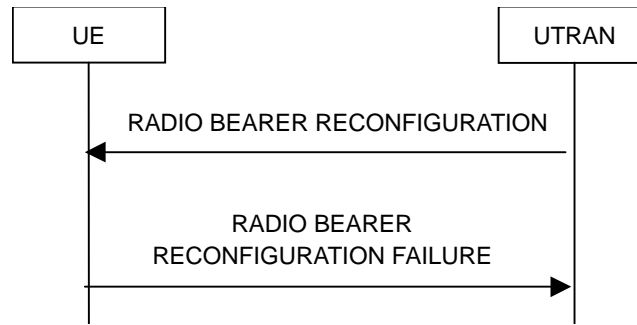 UE
UTRAN
RADIO BEARER RECONFIGURATION
RADIO BEARER
RECONFIGURATION FAILURE